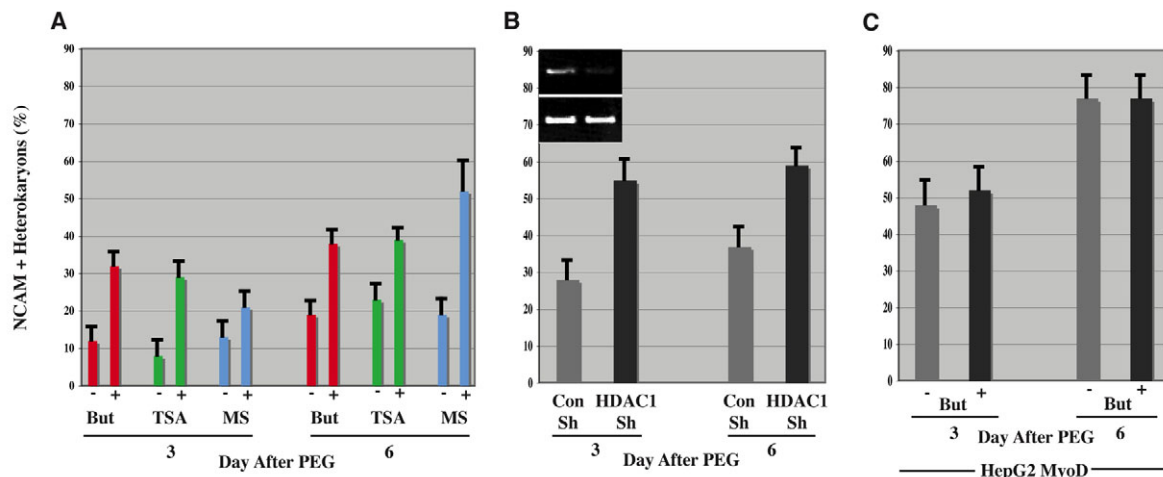 A
NCAM + Heterokaryons (%)
90
80
70
60
50
40
30
20
10
0
- + - + - + - + - + - +
But TSA MS But TSA MS
3 6
Day After PEG
B
90
80
70
60
50
40
30
20
10
0
Con HDAC1 Con HDAC1
Sh Sh Sh Sh
3 6
Day After PEG
C
90
80
70
60
50
40
30
20
10
0
- + - +
But But
3 Day After PEG 6
HepG2 MyoD